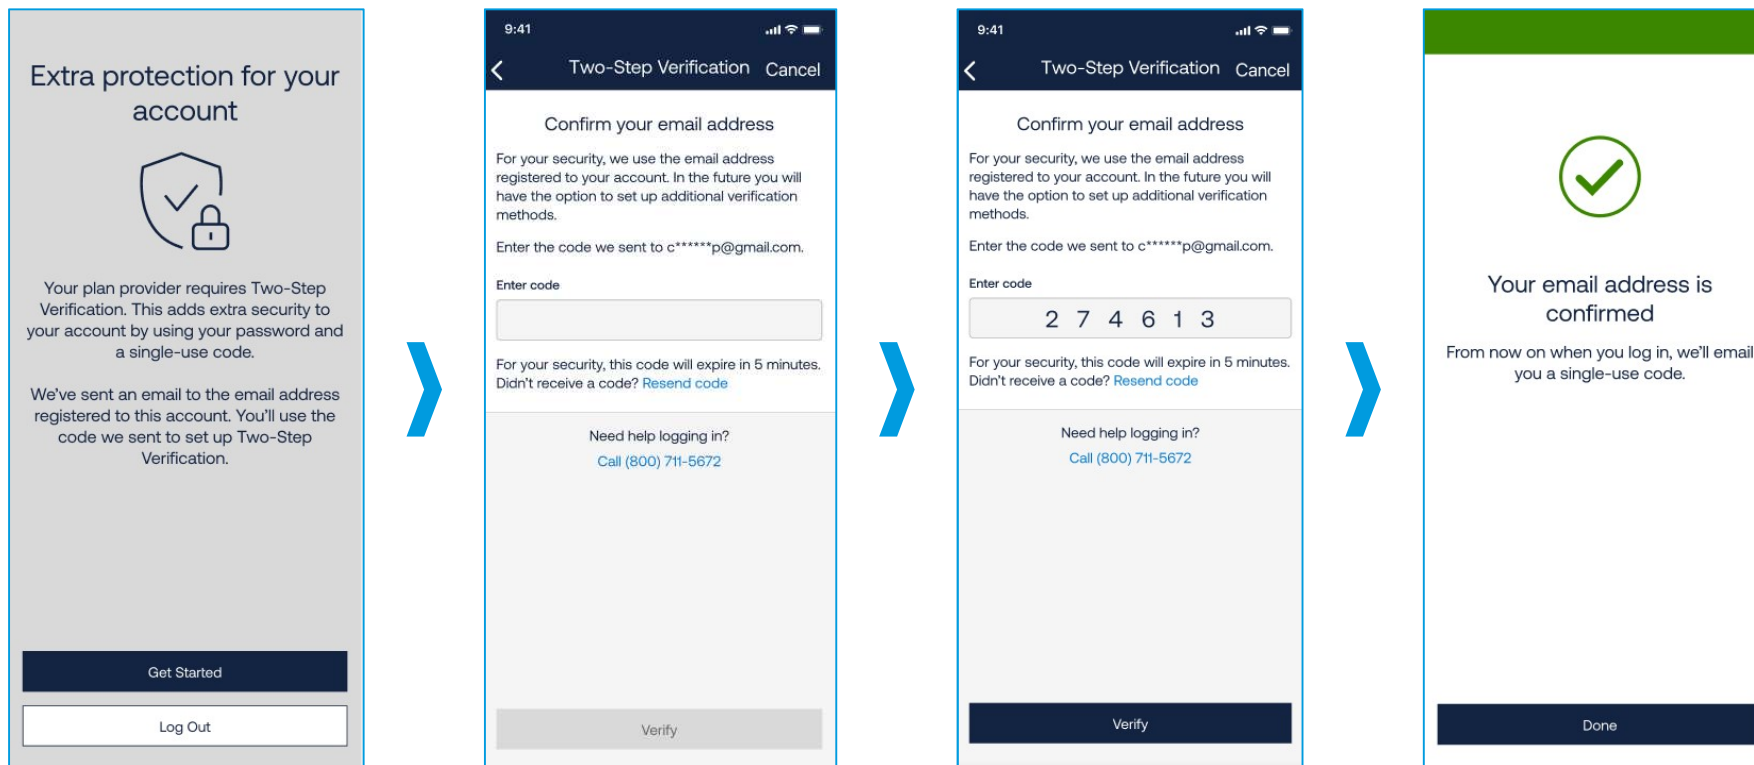 Extra protection for your
account
Your plan provider requires Two-Step
Verification. This adds extra security to
your account by using your password and
a single-use code.
We've sent an email to the email address
registered to this account. You'll use the
code we sent to set up Two-Step
Verification.
Get Started
Log Out
9:41
Two-Step Verification
Cancel
Confirm your email address
For your security, we use the email address
registered to your account. In the future you will
have the option to set up additional verification
methods.
Enter the code we sent to c******p@gmail.com.
Enter code
For your security, this code will expire in 5 minutes.
Didn't receive a code? Resend code
Need help logging in?
Call (800) 711-5672
Verify
9:41
Two-Step Verification
Cancel
Confirm your email address
For your security, we use the email address
registered to your account. In the future you will
have the option to set up additional verification
methods.
Enter the code we sent to c******p@gmail.com.
Enter code
2 7 4 6 1 3
For your security, this code will expire in 5 minutes.
Didn't receive a code? Resend code
Need help logging in?
Call (800) 711-5672
Verify
Your email address is
confirmed
From now on when you log in, we'll email
you a single-use code.
Done